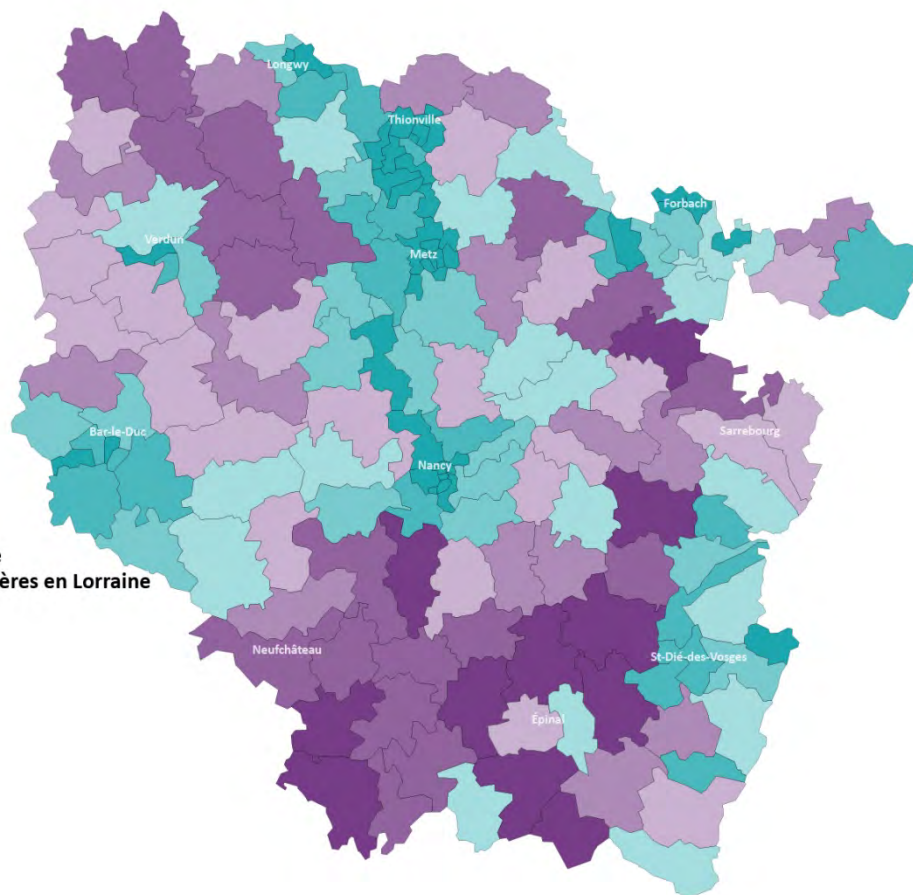 Longwy
Thionville
Forbach
Verdun
Metz
Bar-le-Duc
Sarrebourg
Nancy
ères en Lorraine
Neufchâteau
St-Dié-des-Vosges
Épinal